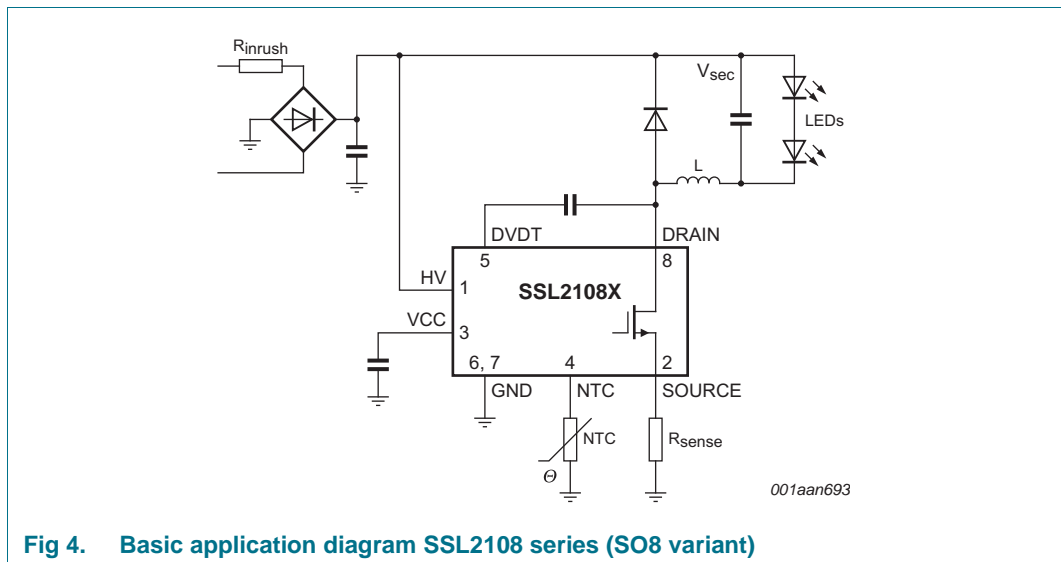 Rinrush
Vsec
LEDs
L
DVDT
DRAIN
5
8
HV
1
SSL2108X
VCC
3
6, 7
4
2
GND
NTC
SOURCE
NTC
Rsense
Θ
001aan693
Fig 4. Basic application diagram SSL2108 series (SO8 variant)